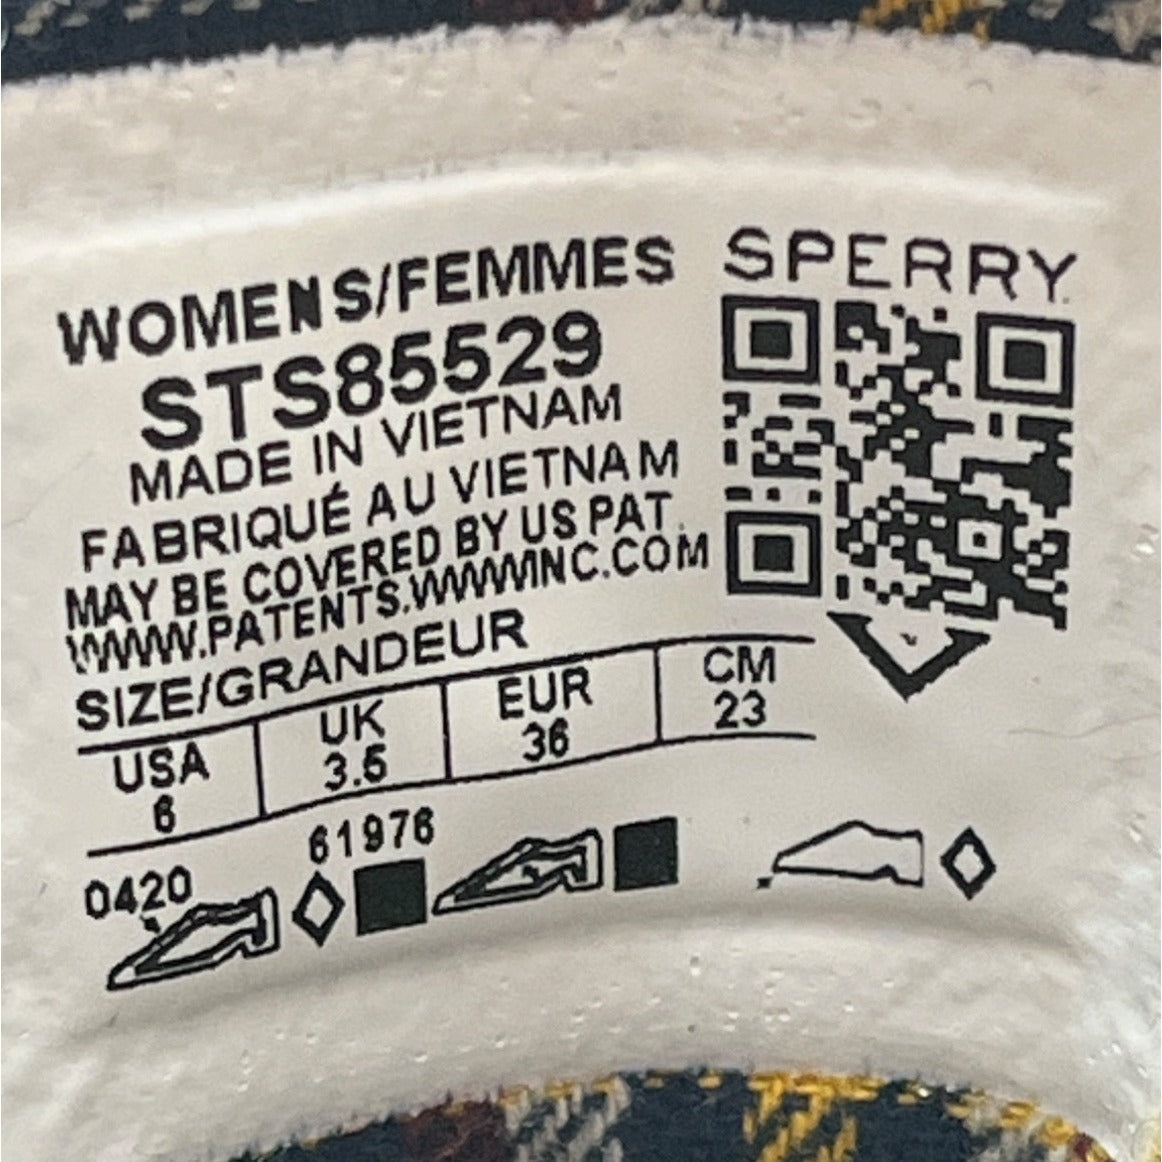 WOMENS/FEMMES
STS85529
MADE IN VIETNAM
FABRIQUÉ AU VIETNAM
MAY BE COVERED BY US PAT.
WWW.PATENTS.WWWINC.COM
SIZE/GRANDEUR
USA UK EUR CM
6 3.5 36 23
61976
0420
SPERRY